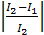 |I₂−I₁ / I₂|